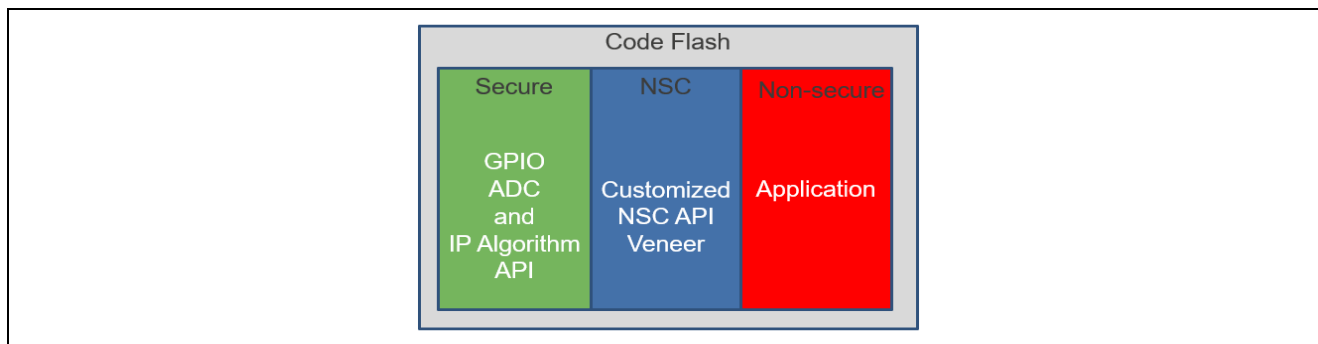 Code Flash
Secure
NSC
Non-secure
GPIO
ADC
and
IP Algorithm
API
Customized
NSC API
Veneer
Application